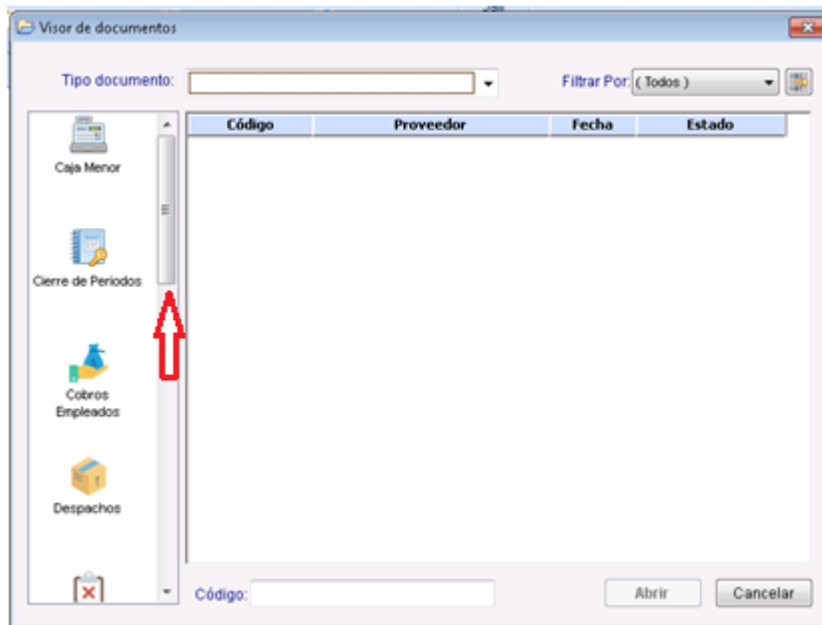 Visor de documentos
Tipo documento:
Filtrar Por: ( Todos )
Código Proveedor Fecha Estado
Caja Menor
Cierre de Periodos
Cobros
Empleados
Despachos
Código:
Abrir Cancelar